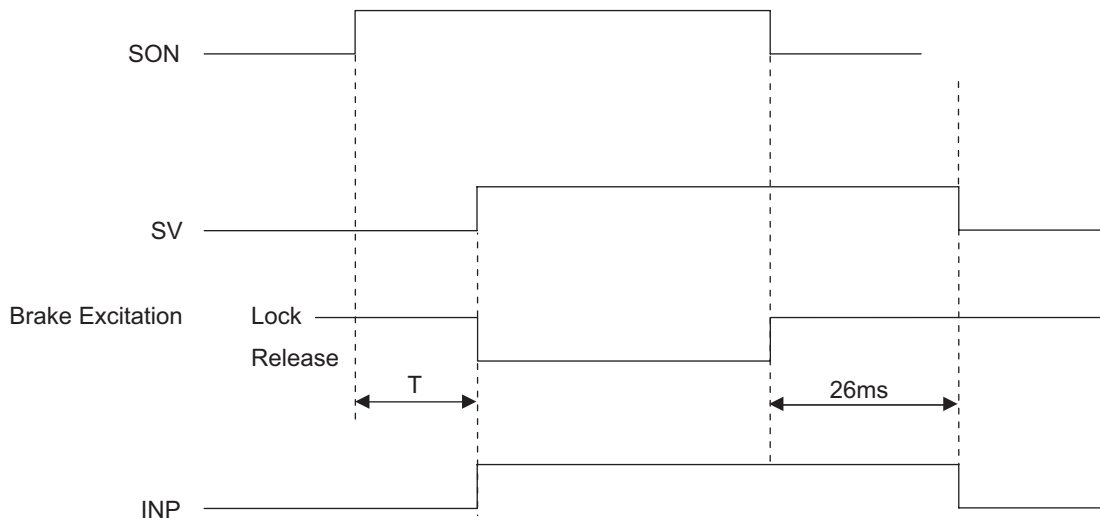 SON
SV
Brake Excitation Lock
Release
T
26ms
INP